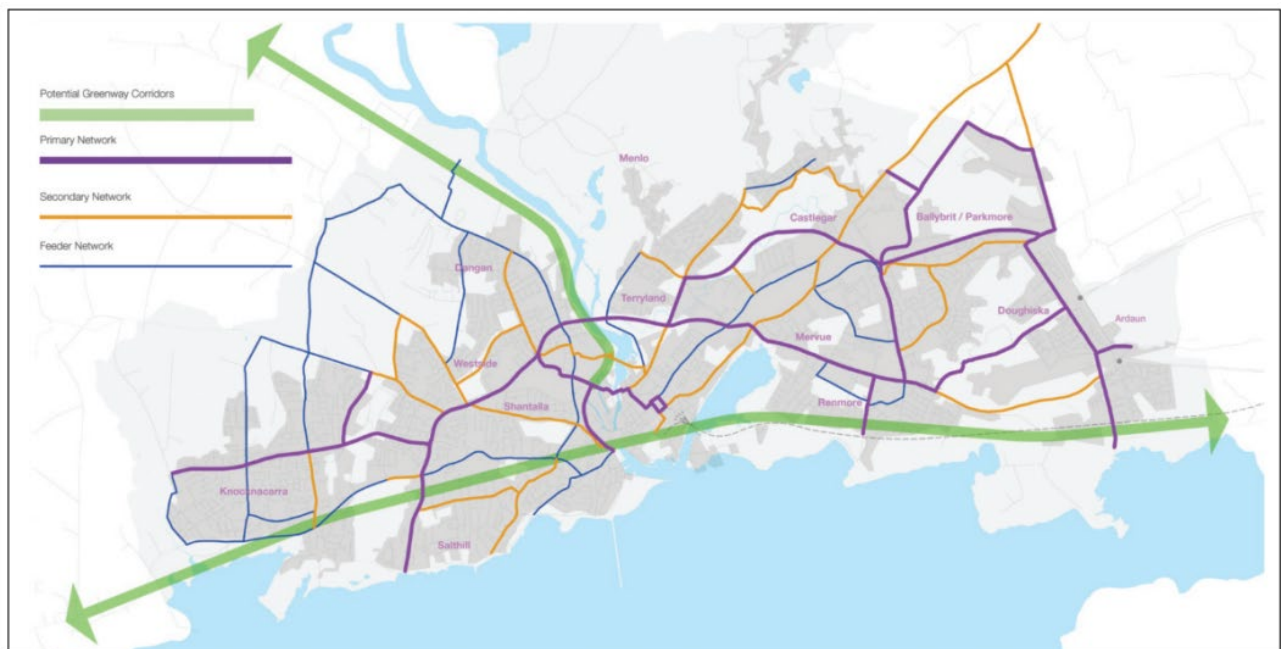 Potential Greenway Corridors
Primary Network
Secondary Network
Feeder Network
Menlo
Castlegar
Ballybrit / Parkmore
Dangan
Terryland
Doughiska
Ardaun
Mervue
Westside
Shantalla
Renmore
Knocknacarra
Salthill